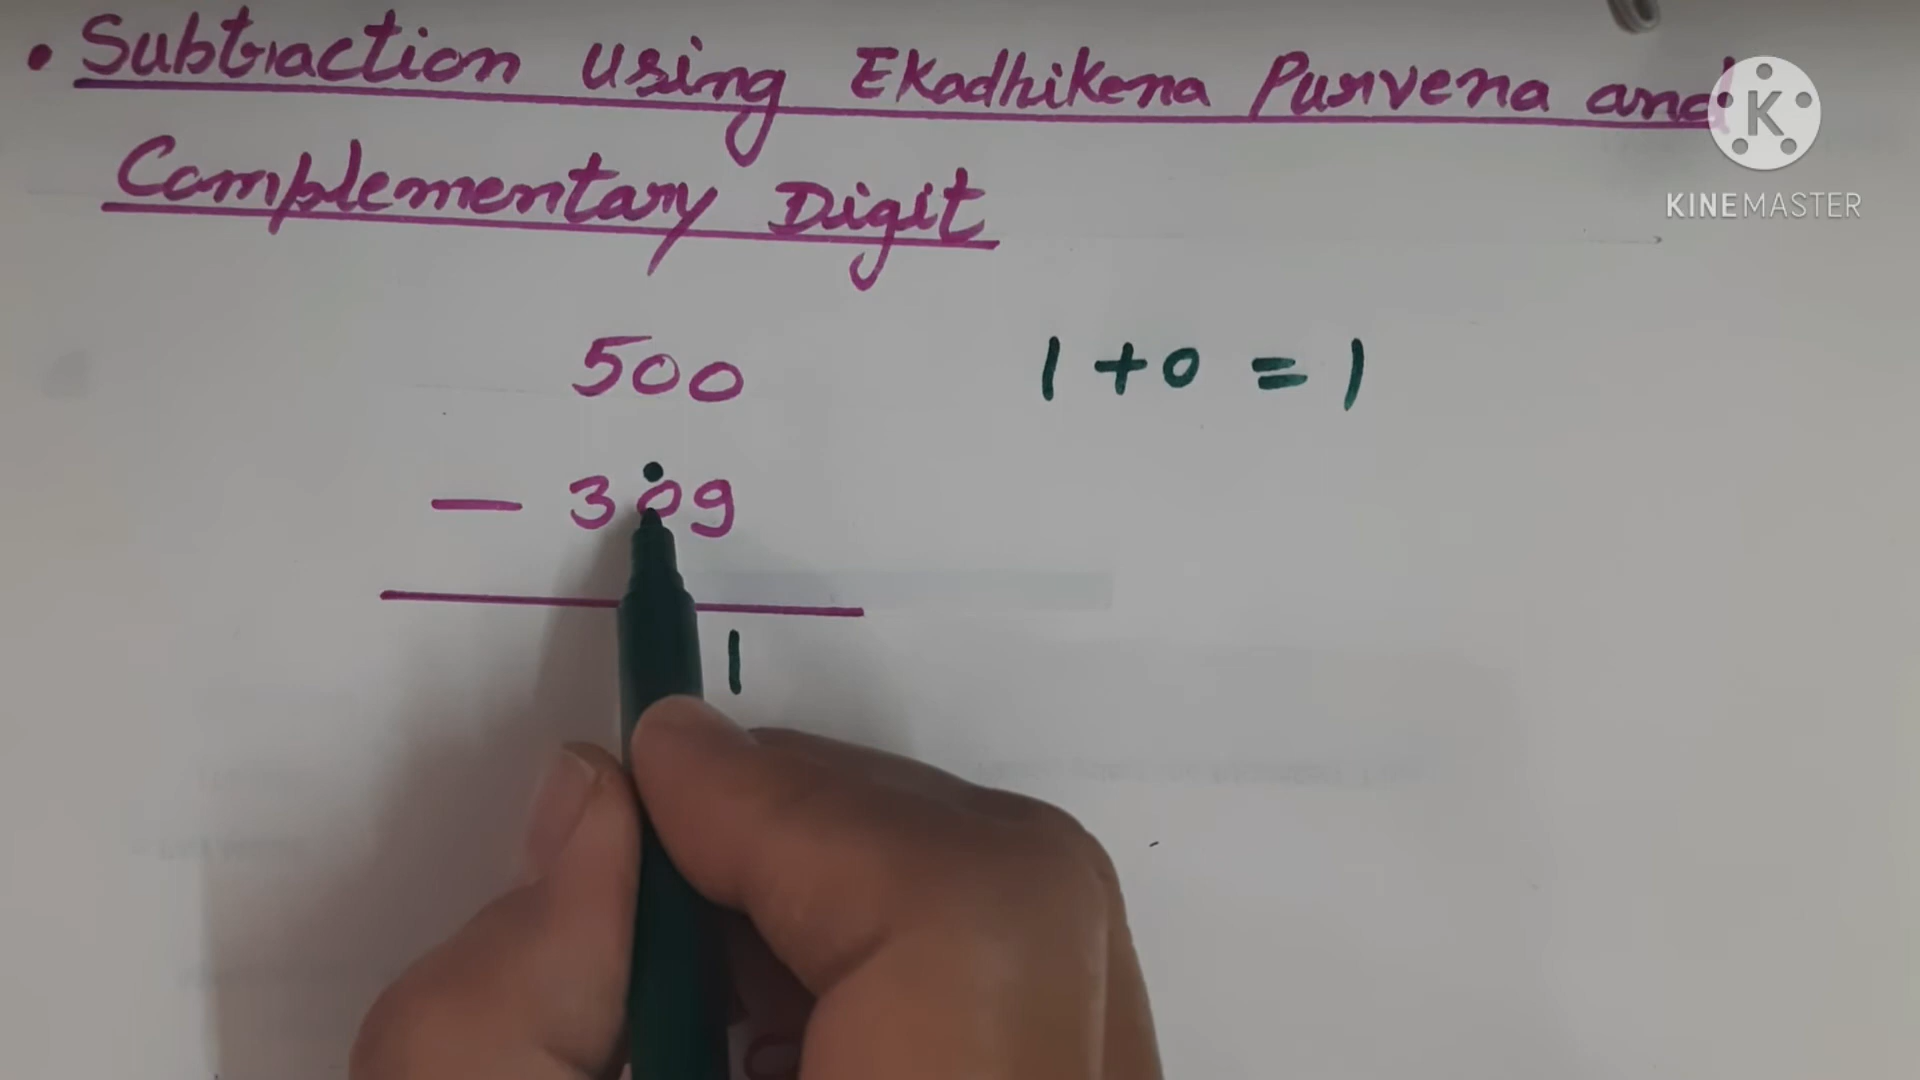 • Subtraction using Ekadhikena Purvena and
Complementary Digit
500 1 + 0 = 1
— 309
1
K
KINEMASTER